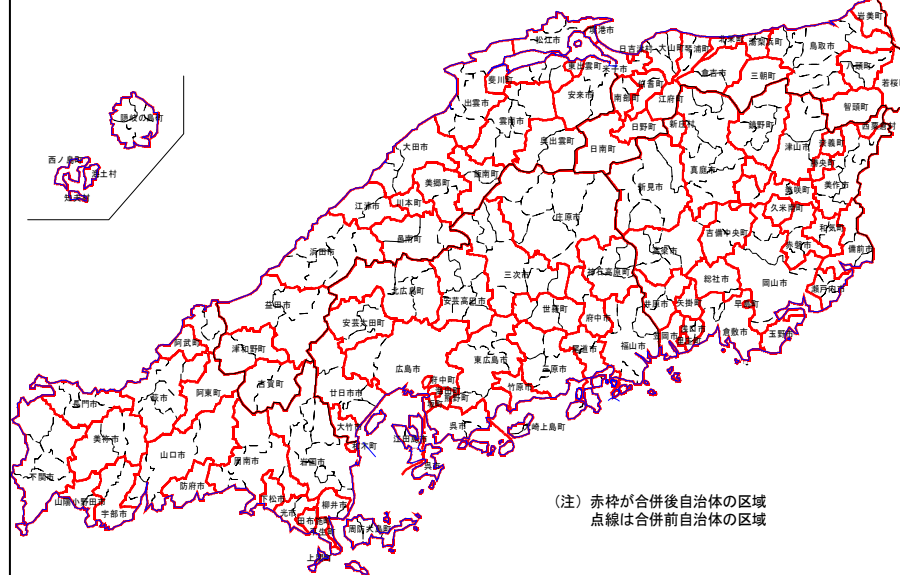 岩美町
松江市
境港市
日吉津村
大山町
琴浦町
北栄町
湯梨浜町
鳥取市
東出雲町
米子市
斐川町
安来市
南部町
伯耆町
江府町
倉吉市
三朝町
八頭町
若桜町
智頭町
西粟倉村
出雲市
雲南市
奥出雲町
日南町
日野町
新庄村
真庭市
鏡野町
津山市
奈義町
勝央町
美作市
隠岐の島町
西ノ島町
海士村
知夫村
大田市
飯南町
美郷町
川本町
江津市
邑南町
浜田市
益田市
津和野町
吉賀町
庄原市
新見市
美咲町
久米南町
和気町
備前市
赤磐市
吉備中央町
高梁市
総社市
岡山市
瀬戸内市
早島町
倉敷市
玉野市
矢掛町
井原市
笠岡市
浅口市
里庄町
神石高原町
三次市
北広島町
安芸高田市
安芸太田町
世羅町
府中市
福山市
尾道市
三原市
東広島市
竹原市
広島市
府中町
海田町
熊野町
坂町
呉市
大崎上島町
江田島市
呉市
廿日市市
大竹市
和木町
阿武町
萩市
阿東町
長門市
美祢市
山口市
下関市
山陽小野田市
宇部市
防府市
周南市
岩国市
下松市
光市
柳井市
田布施町
平生町
周防大島町
上関町
(注) 赤枠が合併後自治体の区域
点線は合併前自治体の区域